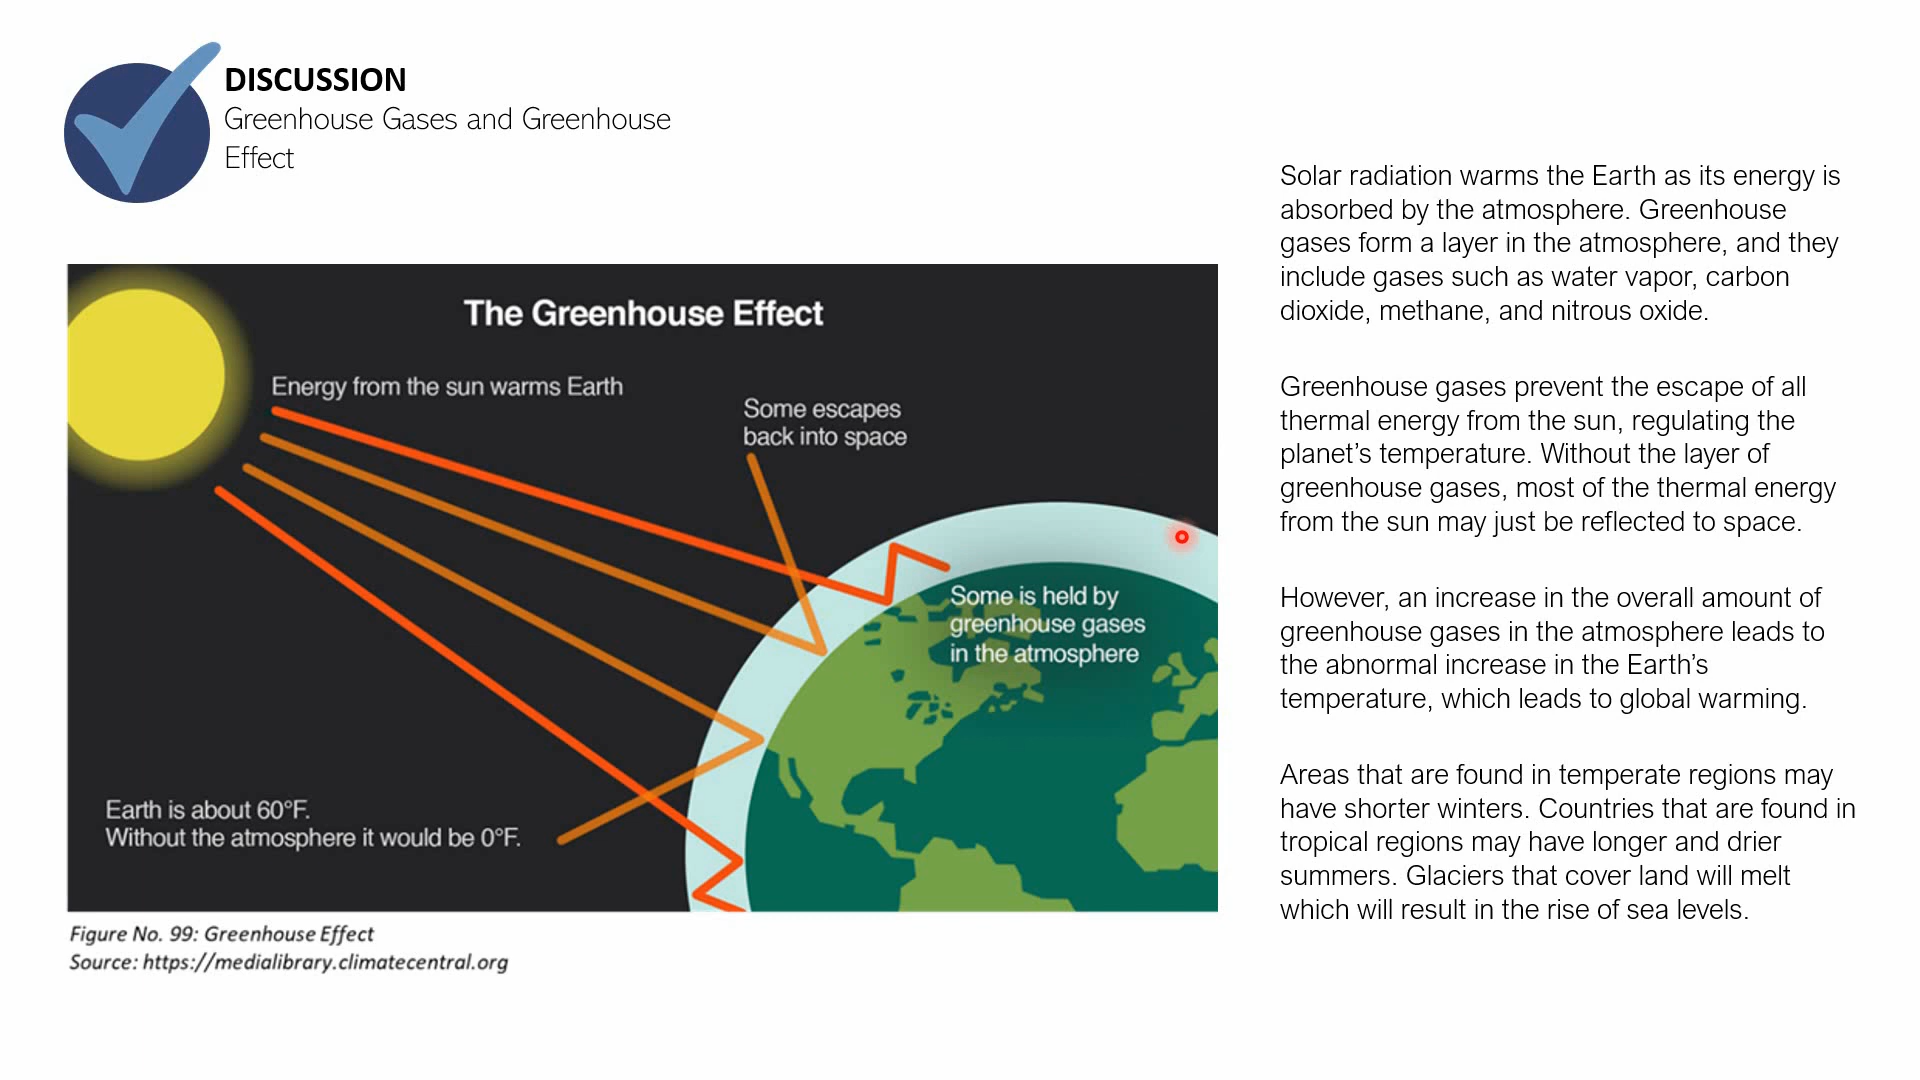 DISCUSSION
Greenhouse Gases and Greenhouse
Effect
The Greenhouse Effect
Energy from the sun warms Earth
Some escapes
back into space
Some is held by
greenhouse gases
in the atmosphere
Earth is about 60°F.
Without the atmosphere it would be 0°F.
Figure No. 99: Greenhouse Effect
Source: https://medialibrary.climatecentral.org
Solar radiation warms the Earth as its energy is
absorbed by the atmosphere. Greenhouse
gases form a layer in the atmosphere, and they
include gases such as water vapor, carbon
dioxide, methane, and nitrous oxide.
Greenhouse gases prevent the escape of all
thermal energy from the sun, regulating the
planet’s temperature. Without the layer of
greenhouse gases, most of the thermal energy
from the sun may just be reflected to space.
However, an increase in the overall amount of
greenhouse gases in the atmosphere leads to
the abnormal increase in the Earth’s
temperature, which leads to global warming.
Areas that are found in temperate regions may
have shorter winters. Countries that are found in
tropical regions may have longer and drier
summers. Glaciers that cover land will melt
which will result in the rise of sea levels.